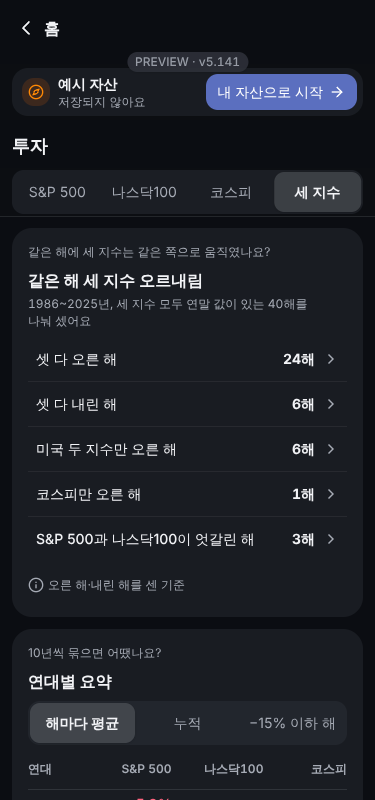 홈
PREVIEW · v5.141
예시 자산
저장되지 않아요
내 자산으로 시작
투자
S&P 500
나스닥100
코스피
세 지수
같은 해에 세 지수는 같은 쪽으로 움직였나요?
같은 해 세 지수 오르내림
1986~2025년, 세 지수 모두 연말 값이 있는 40해를
나눠 셌어요
셋 다 오른 해
24해
셋 다 내린 해
6해
미국 두 지수만 오른 해
6해
코스피만 오른 해
1해
S&P 500과 나스닥100이 엇갈린 해
3해
오른 해·내린 해를 센 기준
10년씩 묶으면 어땠나요?
연대별 요약
해마다 평균
누적
−15% 이하 해
연대
S&P 500
나스닥100
코스피